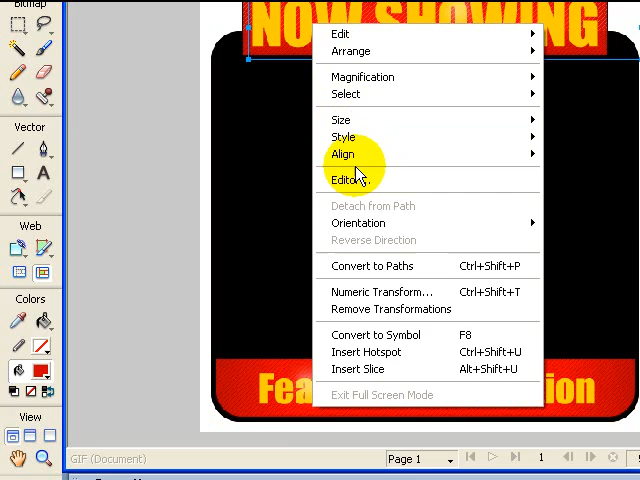 Bitmap
NOW SHOWING
Edit
Arrange
Magnification
Select
Size
Style
Align
Vector
Editor...
Detach from Path
Orientation
Reverse Direction
Web
Convert to Paths Ctrl+Shift+P
Numeric Transform... Ctrl+Shift+T
Remove Transformations
Colors
Convert to Symbol F8
Insert Hotspot Ctrl+Shift+U
Insert Slice Alt+Shift+U
Exit Full Screen Mode
View
GIF (Document) Page 1 1